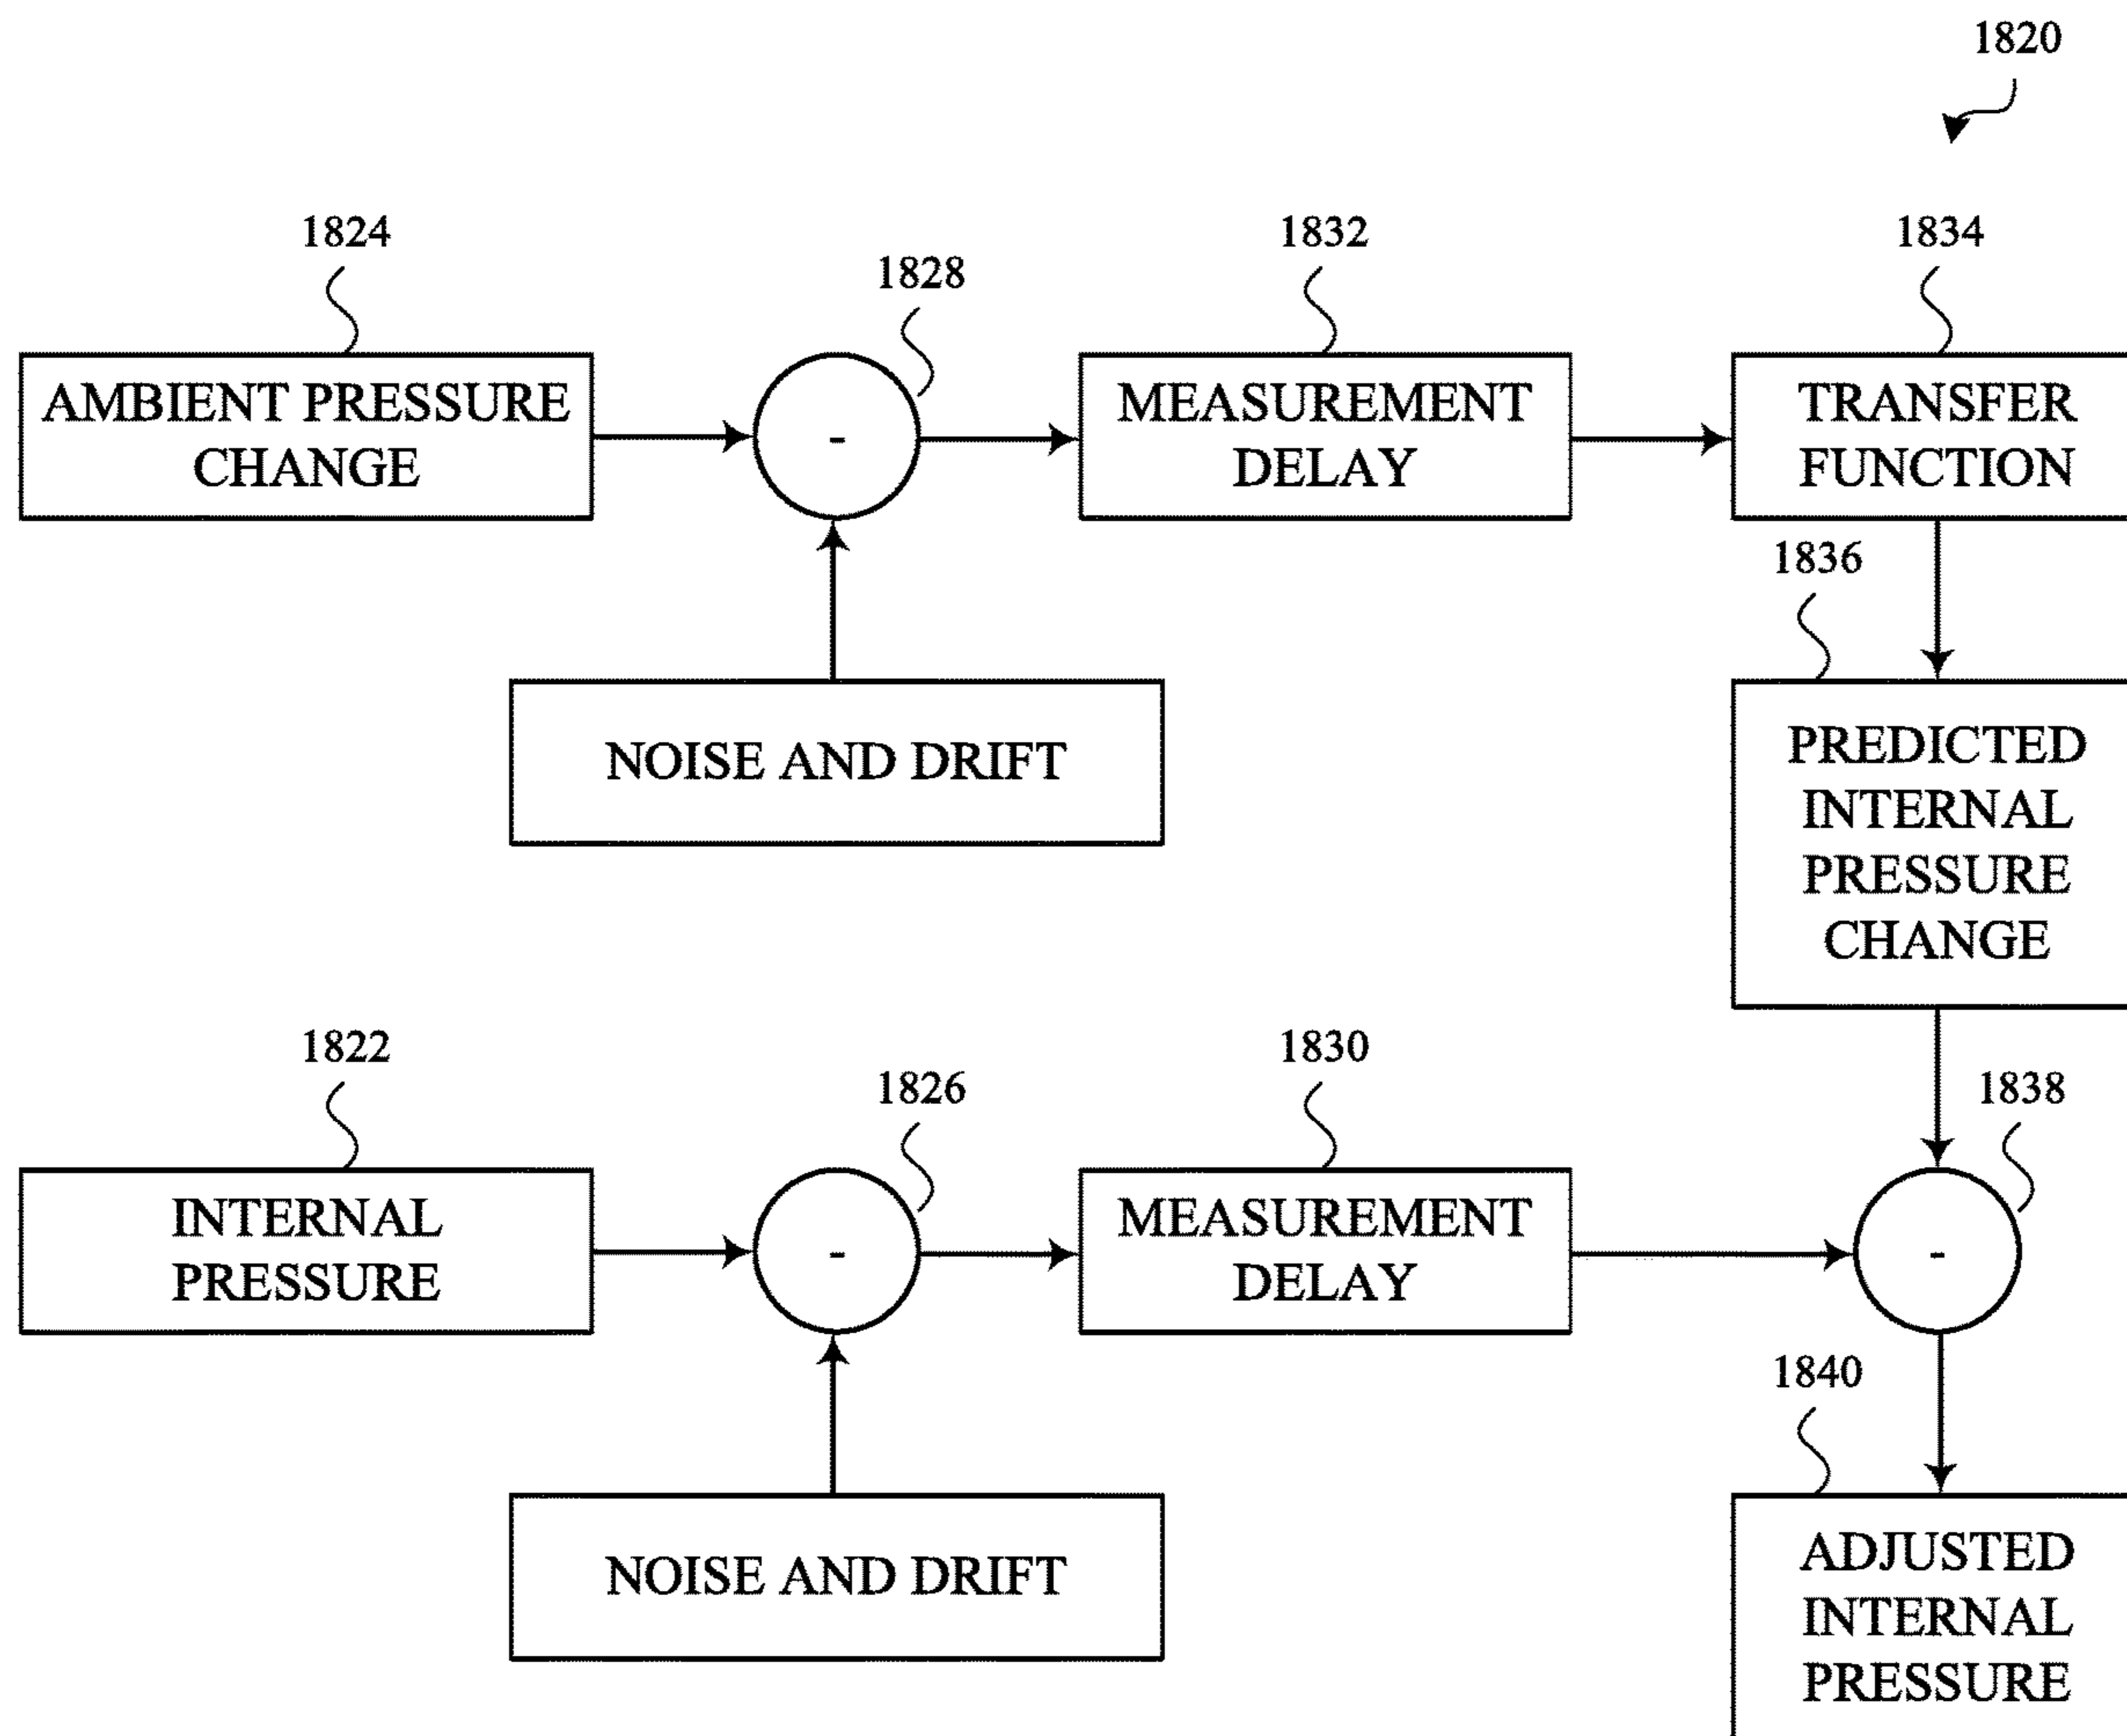 1820
1824
1828
1832
1834
AMBIENT PRESSURE
CHANGE
-
MEASUREMENT
DELAY
TRANSFER
FUNCTION
1836
NOISE AND DRIFT
PREDICTED
INTERNAL
PRESSURE
CHANGE
1822
1826
1830
1838
INTERNAL
PRESSURE
-
MEASUREMENT
DELAY
-
1840
NOISE AND DRIFT
ADJUSTED
INTERNAL
PRESSURE